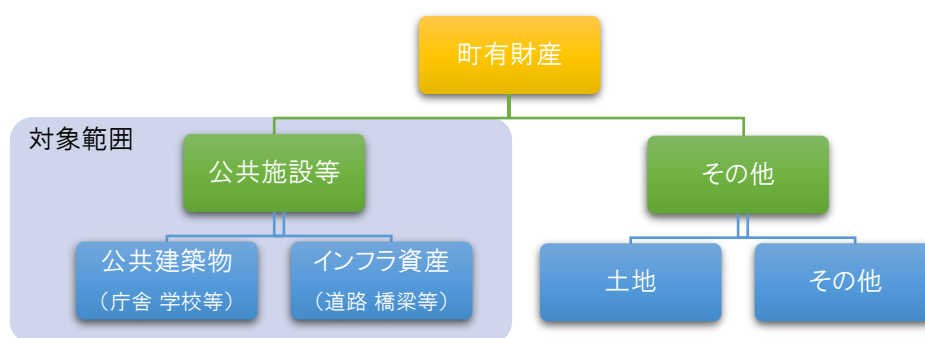 町有財産
対象範囲
公共施設等
その他
公共建築物
（庁舎 学校等）
インフラ資産
（道路 橋梁等）
土地
その他